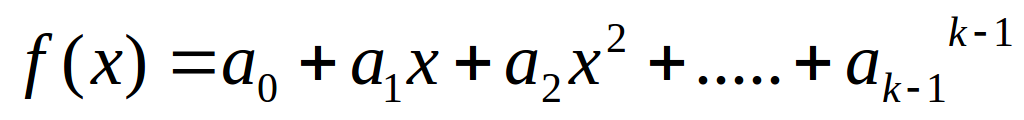 f(x) = a₀ + a₁x + a₂x² + ..... + aₖ₋₁ᵏ⁻¹